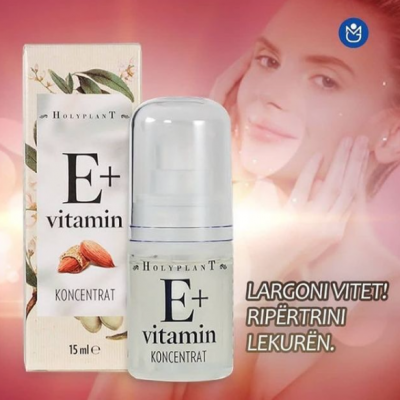 HOLYPLANT
E+
vitamin
KONCENTRAT
15 ml e
HOLYPLANT
E+
vitamin
KONCENTRAT
LARGONI VITET!
RIPËRTRINI
LEKURËN.